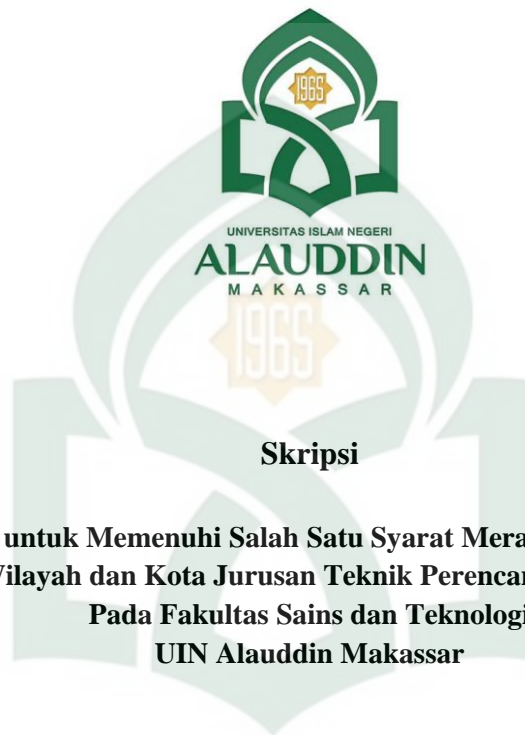 1965
UNIVERSITAS ISLAM NEGERI
ALAUDDIN
MAKASSAR
1965
Skripsi
untuk Memenuhi Salah Satu Syarat
dan Kota Jurusan Teknik
Pada Fakultas Sains dan Teknologi
UIN Alauddin Makassar